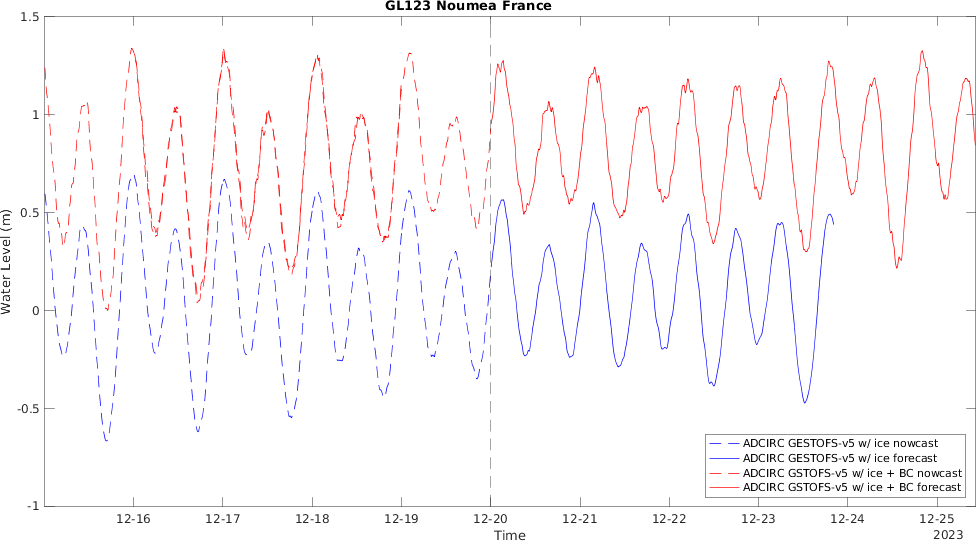 GL123 Noumea France
Water Level (m)
1.5
1
0.5
0
-0.5
-1
12-16 12-17 12-18 12-19 12-20 12-21 12-22 12-23 12-24 12-25
Time
2023
ADCIRC GESTOFS-v5 w/ ice nowcast
ADCIRC GESTOFS-v5 w/ ice forecast
ADCIRC GSTOFS-v5 w/ ice + BC nowcast
ADCIRC GSTOFS-v5 w/ ice + BC forecast